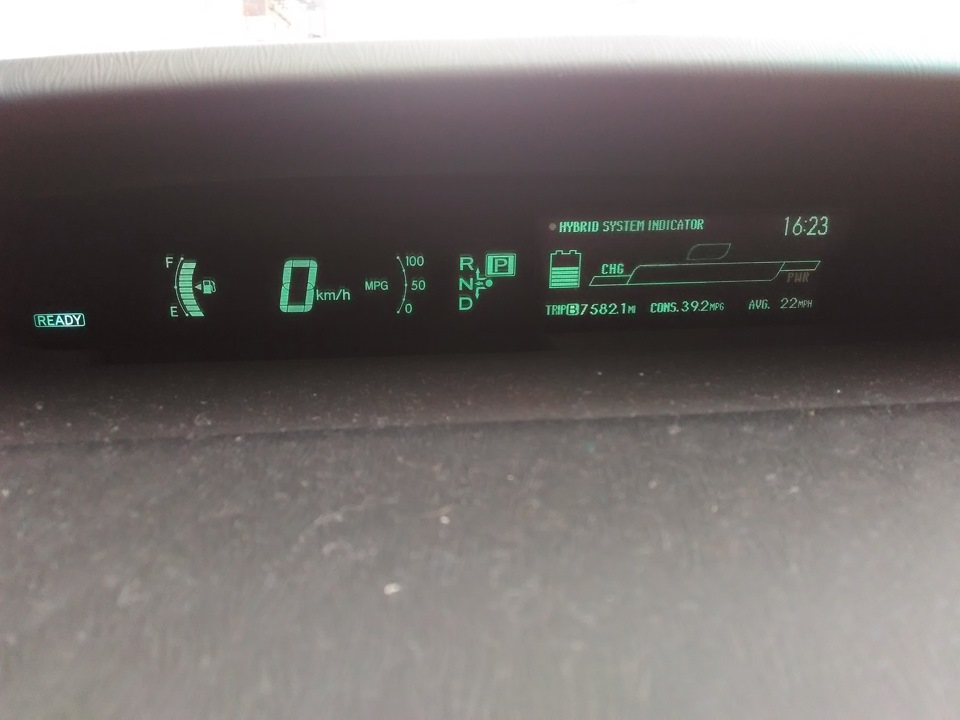 HYBRID SYSTEM INDICATOR 16:23
F
E
0 km/h
MPG
100
50
0
R
N
D
P
CHG
PWR
READY
TRIP B 7582.1 MI CONS. 39.2 MPG AVG. 22 MPH